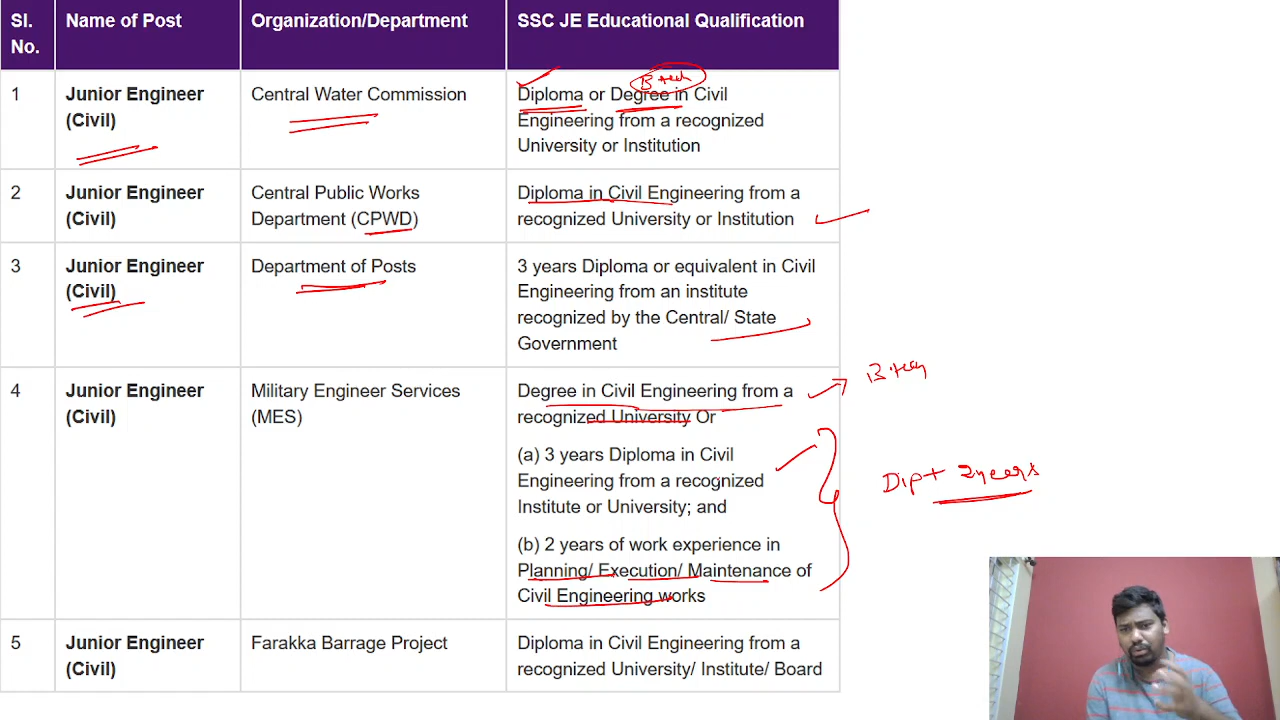 Sl. No.
Name of Post
Organization/Department
SSC JE Educational Qualification
1
Junior Engineer
(Civil)
Central Water Commission
B tech
Diploma or Degree in Civil
Engineering from a recognized
University or Institution
2
Junior Engineer
(Civil)
Central Public Works
Department (CPWD)
Diploma in Civil Engineering from a
recognized University or Institution
3
Junior Engineer
(Civil)
Department of Posts
3 years Diploma or equivalent in Civil
Engineering from an institute
recognized by the Central/ State
Government
4
Junior Engineer
(Civil)
Military Engineer Services
(MES)
Degree in Civil Engineering from a
recognized University Or
(a) 3 years Diploma in Civil
Engineering from a recognized
Institute or University; and
(b) 2 years of work experience in
Planning/ Execution/ Maintenance of
Civil Engineering works
B.tech
Dip+ 2years
5
Junior Engineer
(Civil)
Farakka Barrage Project
Diploma in Civil Engineering from a
recognized University/ Institute/ Board